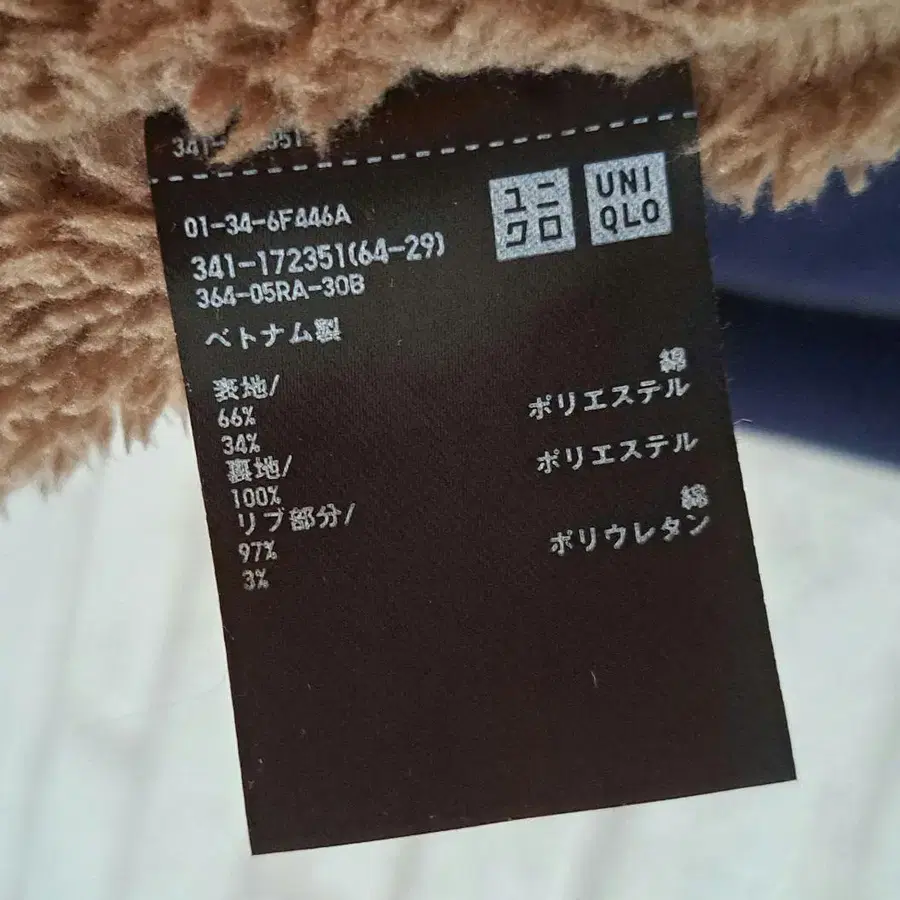 ユニ
クロ
UNI
QLO
01-34-6F446A
341-172351(64-29)
364-05RA-30B
ベトナム製
表地/
66% 綿
34% ポリエステル
裏地/
100% ポリエステル
リブ部分/
97% 綿
3% ポリウレタン